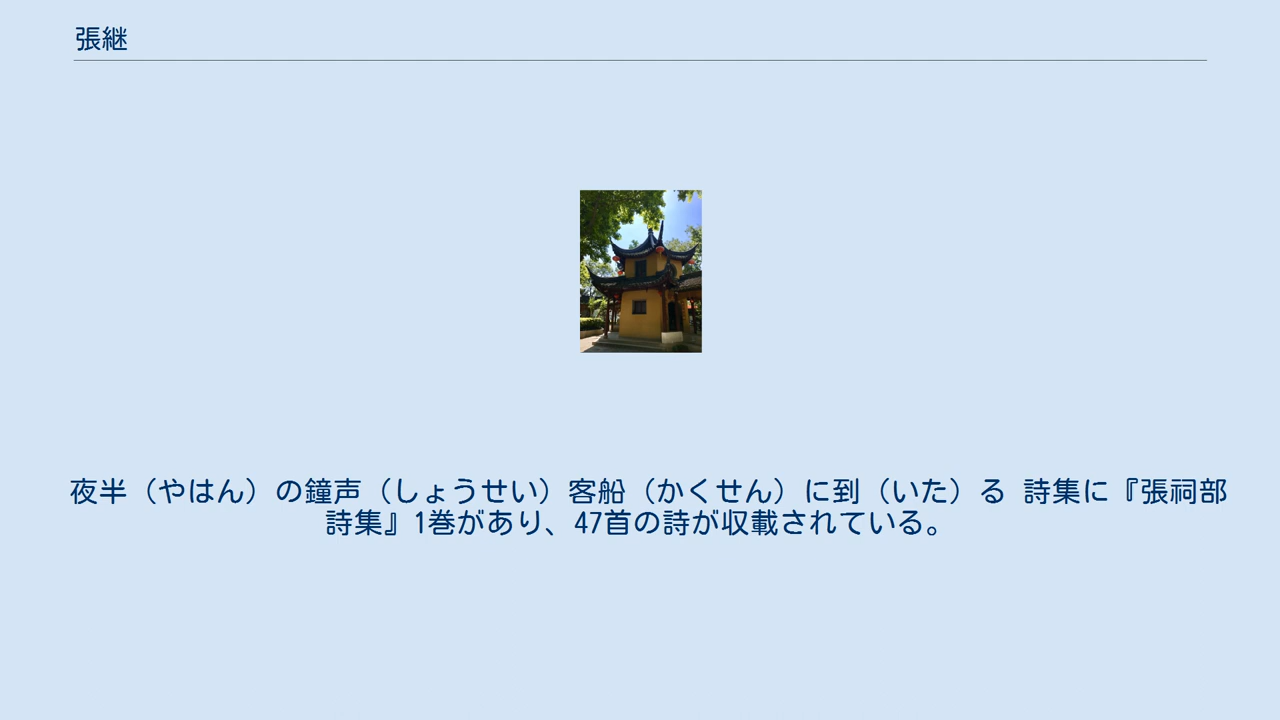 張継
夜半（やはん）の鐘声（しょうせい）客船（かくせん）に到（いた）る 詩集に『張祠部
詩集』1巻があり、47首の詩が収載されている。